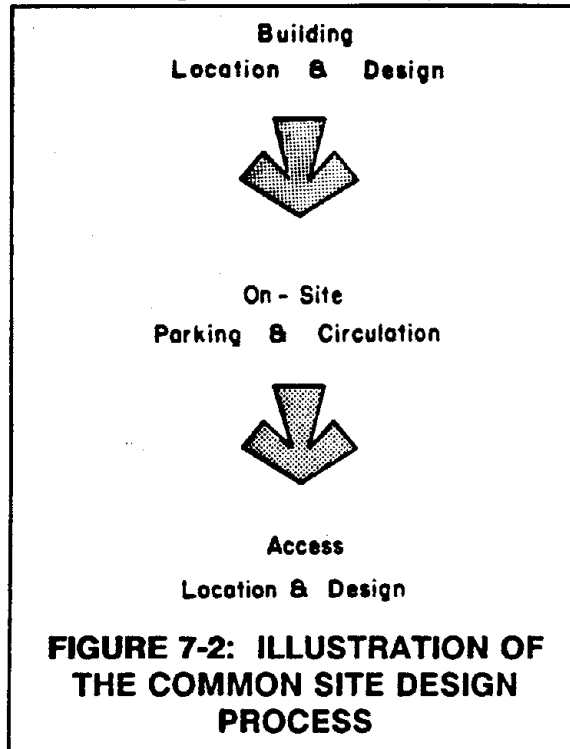 Building
Location & Design
On - Site
Parking & Circulation
Access
Location & Design
FIGURE 7-2: ILLUSTRATION OF
THE COMMON SITE DESIGN
PROCESS